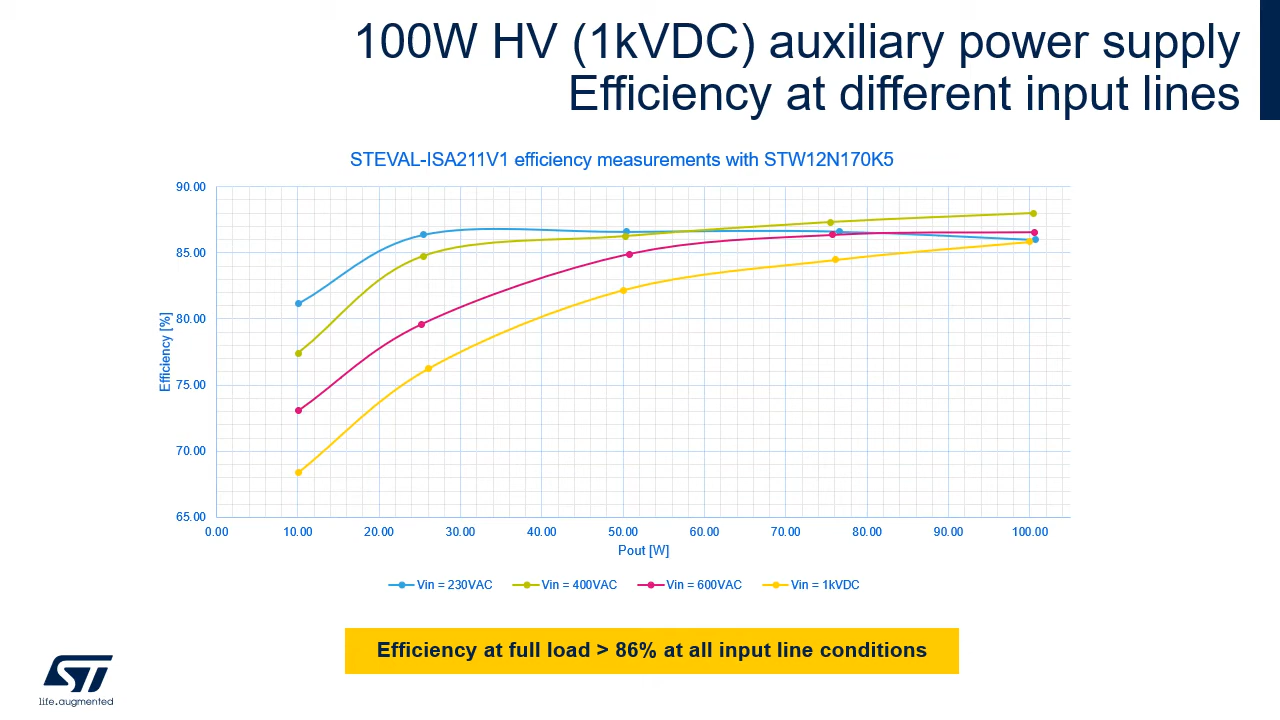 100W HV (1kVDC) auxiliary power supply
Efficiency at different input lines
STEVAL-ISA211V1 efficiency measurements with STW12N170K5
90.00
85.00
80.00
75.00
70.00
65.00
Efficiency [%]
0.00 10.00 20.00 30.00 40.00 50.00 60.00 70.00 80.00 90.00 100.00
Pout [W]
Vin = 230VAC Vin = 400VAC Vin = 600VAC Vin = 1kVDC
Efficiency at full load > 86% at all input line conditions
ST
life.augmented